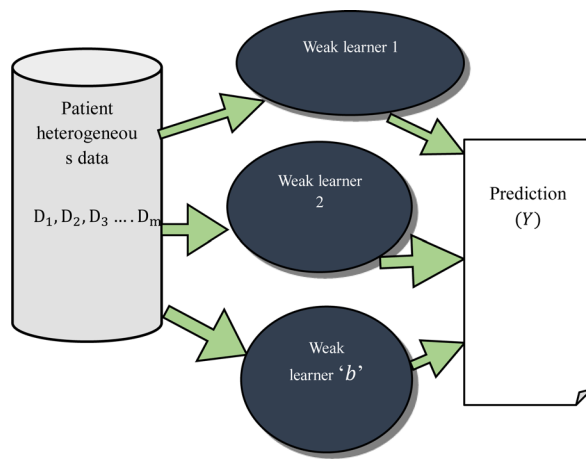 Patient
heterogeneou
s data
D₁, D₂, D₃ .... Dₘ
Weak learner 1
Weak learner
2
Weak
learner ‘b’
Prediction
(Y)